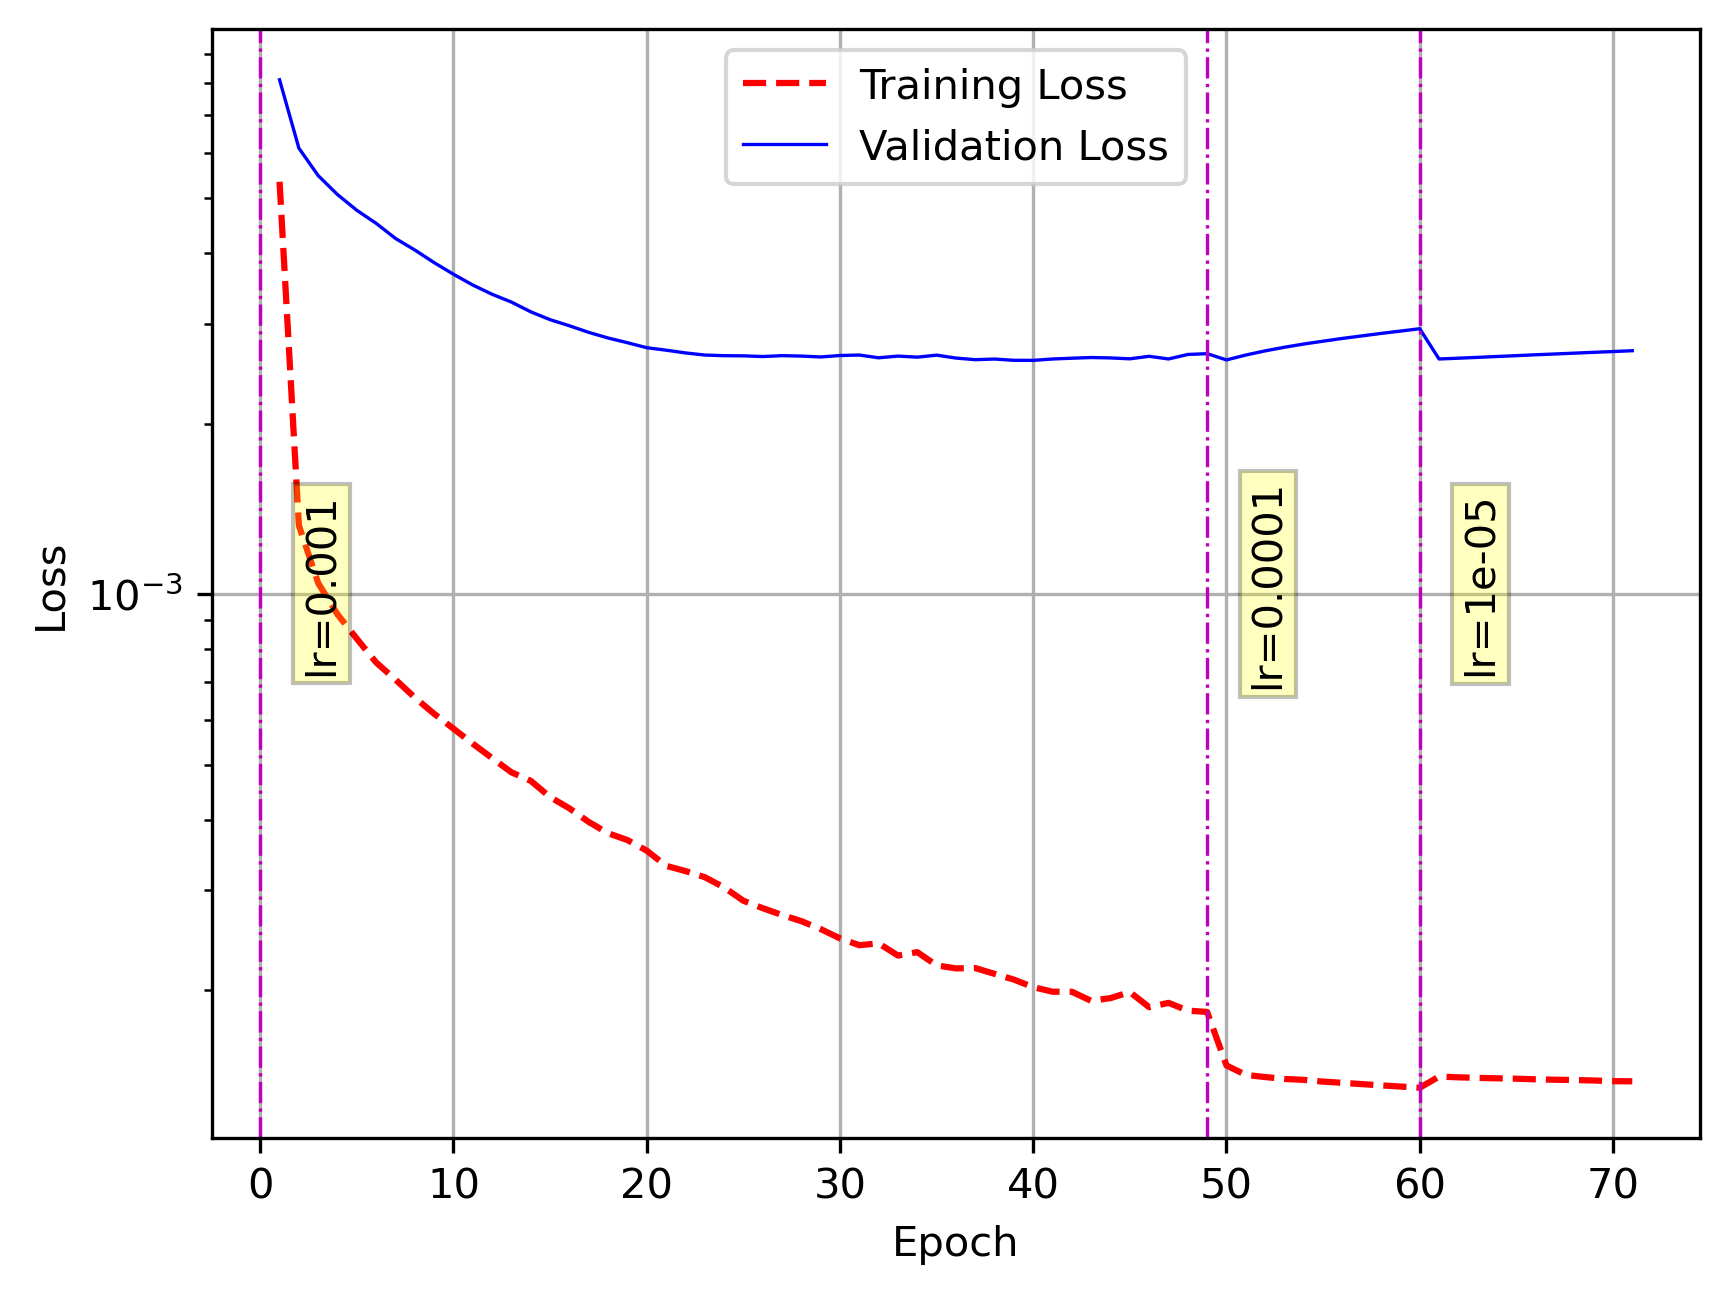 Training Loss
Validation Loss
Loss
10⁻³
lr=0.001
lr=0.0001
lr=1e-05
0 10 20 30 40 50 60 70
Epoch